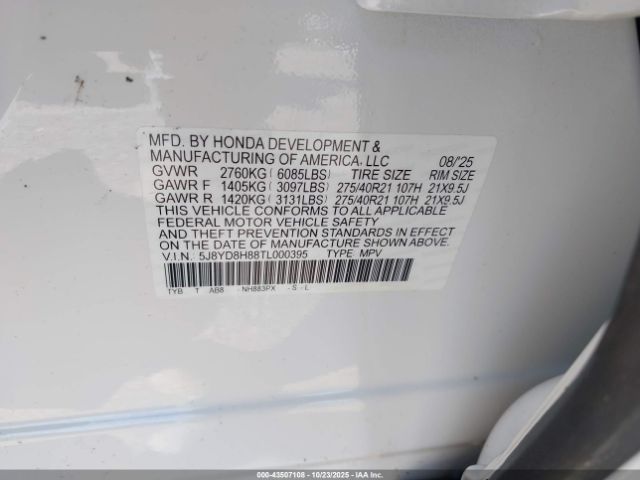 MFD. BY HONDA DEVELOPMENT &
MANUFACTURING OF AMERICA, LLC 08/'25
GVWR 2760KG( 6085LBS) TIRE SIZE RIM SIZE
GAWR F 1405KG( 3097LBS) 275/40R21 107H 21X9.5J
GAWR R 1420KG( 3131LBS) 275/40R21 107H 21X9.5J
THIS VEHICLE CONFORMS TO ALL APPLICABLE
FEDERAL MOTOR VEHICLE SAFETY
AND THEFT PREVENTION STANDARDS IN EFFECT
ON THE DATE OF MANUFACTURE SHOWN ABOVE.
V.I.N. 5J8YD8H88TL000395 TYPE MPV
TYB T AB8 NH883PX - S - L
000-43507108 - 10/23/2025 - IAAI.COM